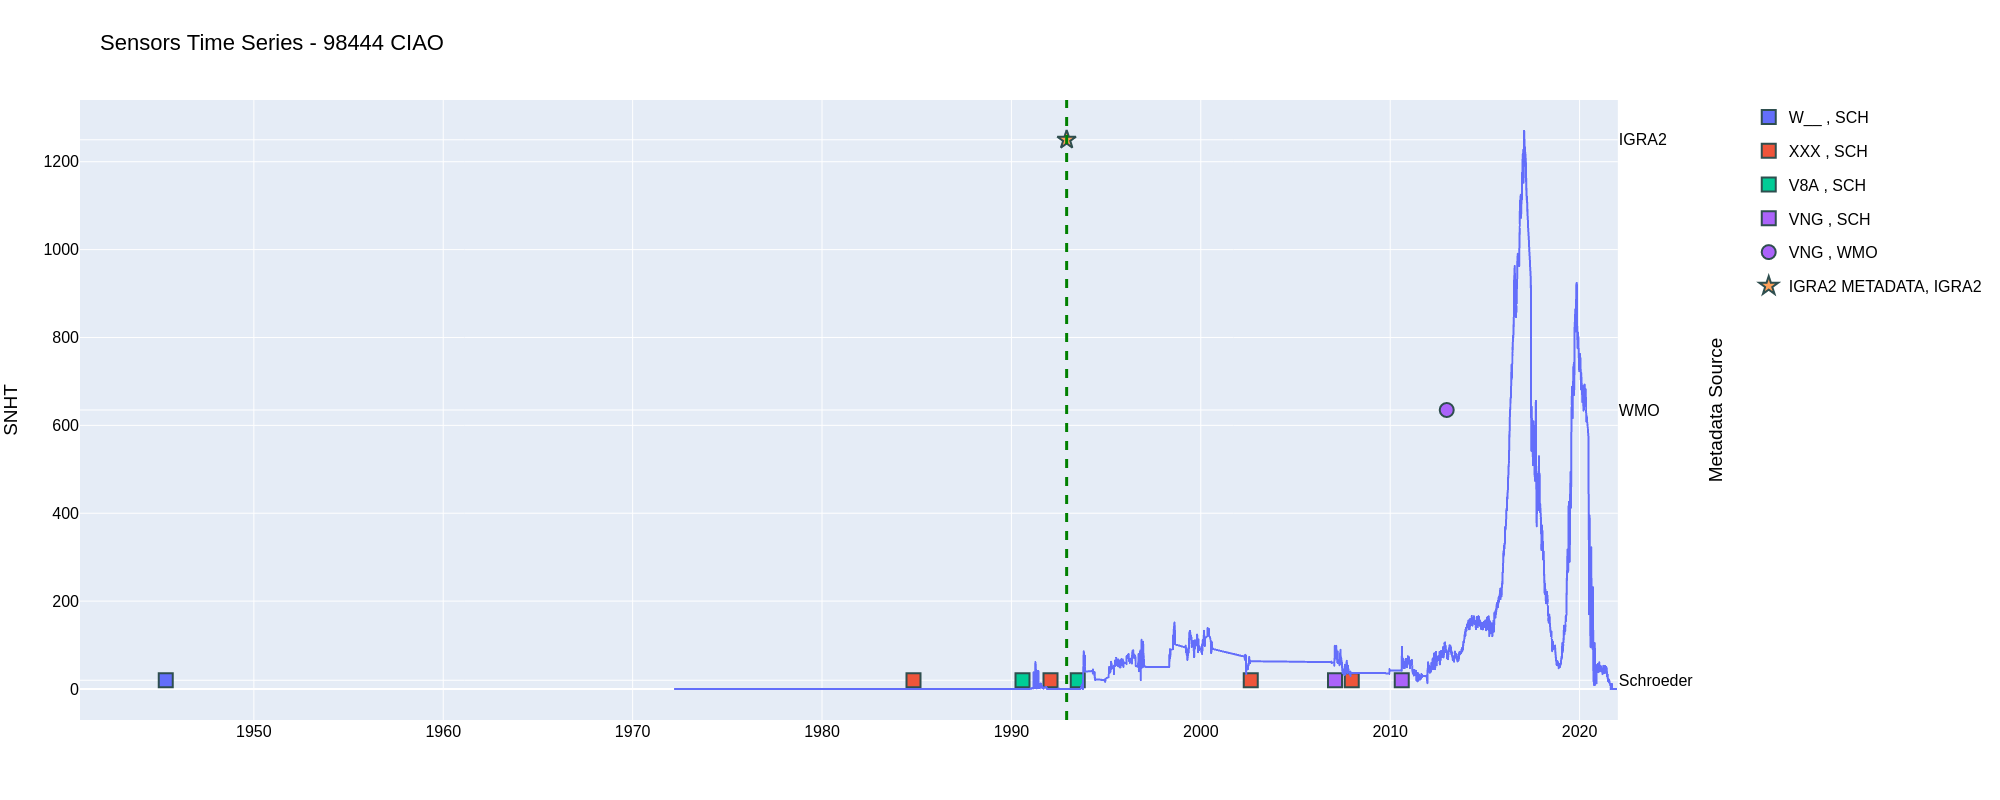 Sensors Time Series - 98444 CIAO
SNHT
1200
1000
800
600
400
200
0
1950
1960
1970
1980
1990
2000
2010
2020
IGRA2
WMO
Schroeder
Metadata Source
W__ , SCH
XXX , SCH
V8A , SCH
VNG , SCH
VNG , WMO
IGRA2 METADATA, IGRA2